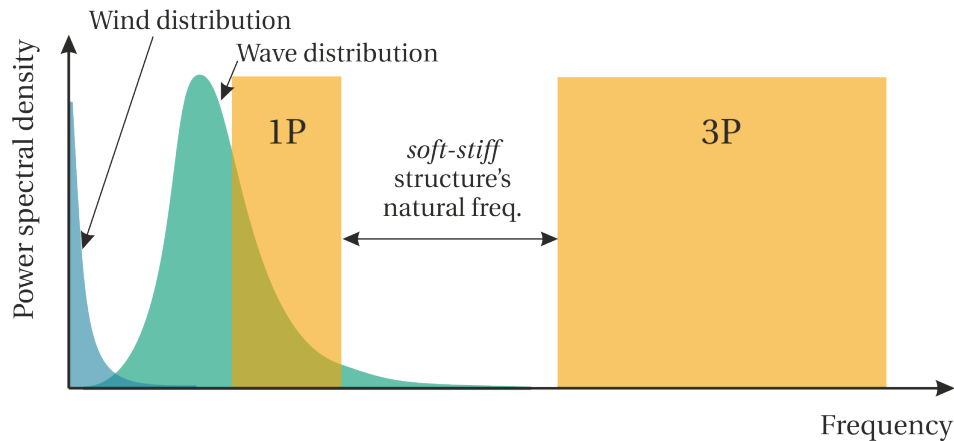 Wind distribution
Wave distribution
Power spectral density
1P
3P
soft-stiff
structure's
natural freq.
Frequency